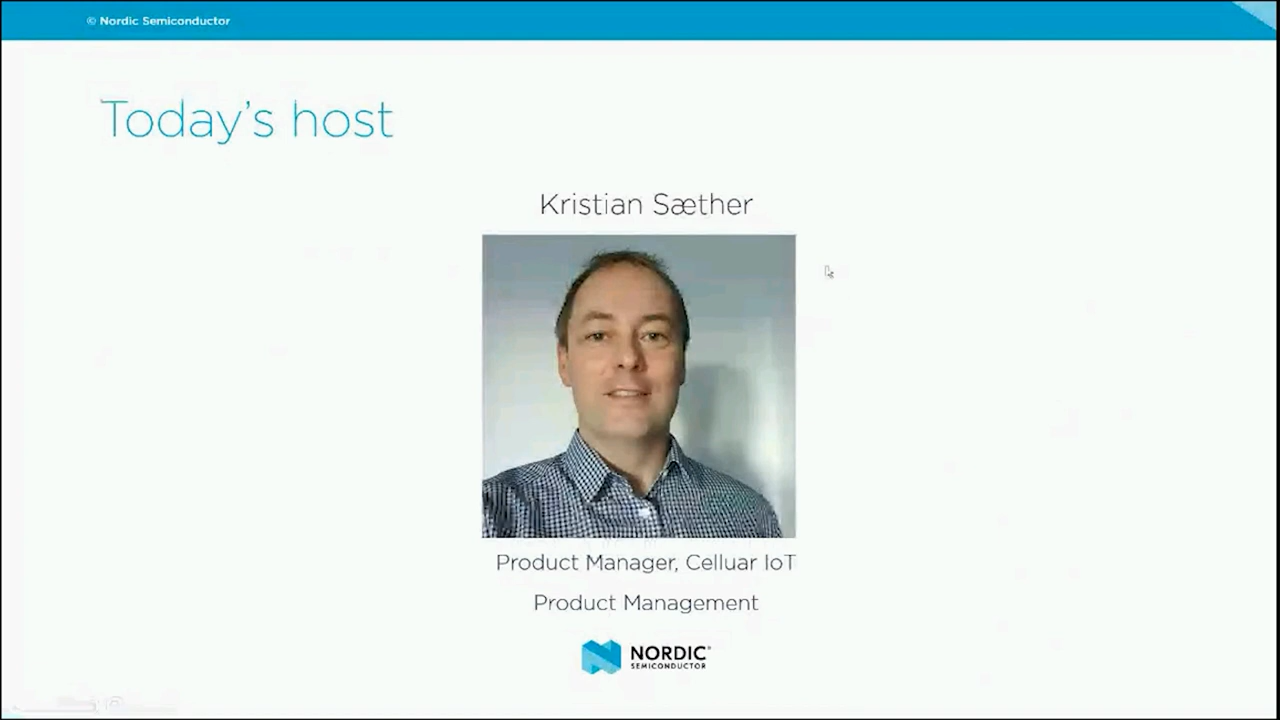 © Nordic Semiconductor
Today's host
Kristian Sæther
Product Manager, Celluar IoT
Product Management
NORDIC®
SEMICONDUCTOR